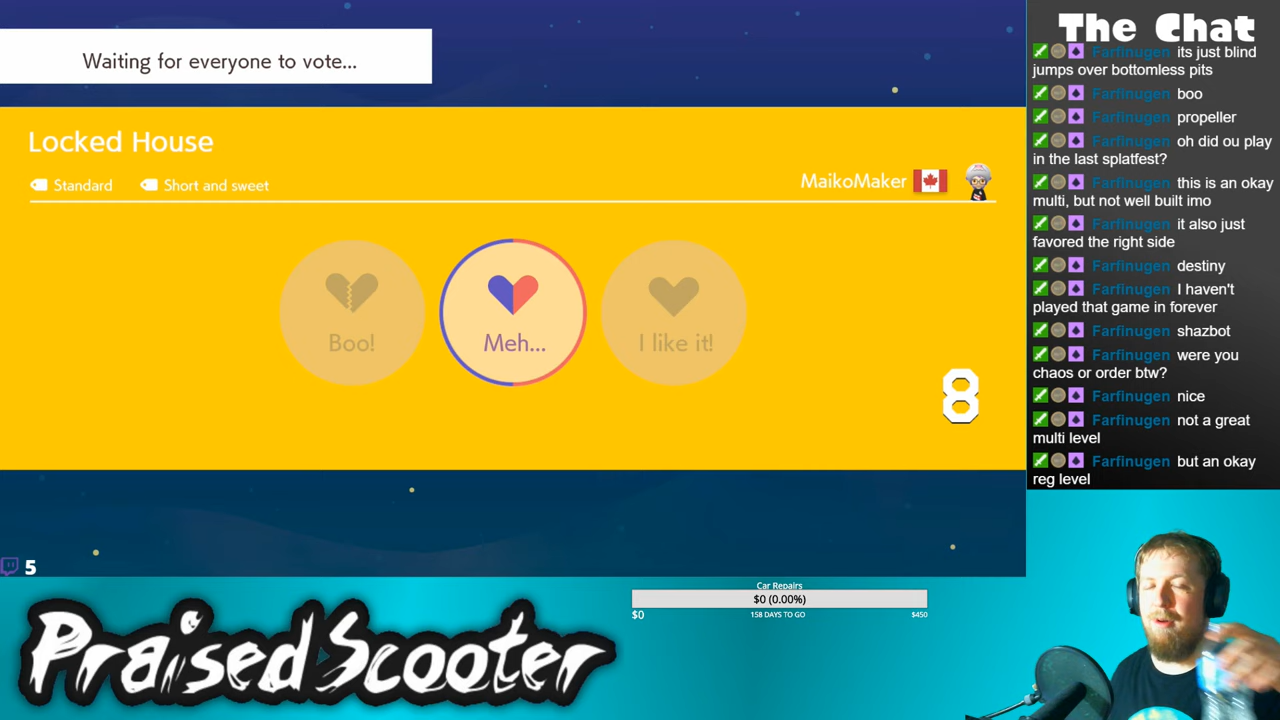 Waiting for everyone to vote...
Locked House
Standard
Short and sweet
MaikoMaker
Boo!
Meh...
I like it!
8
5
PraisedScooter
Car Repairs
$0 (0.00%)
$0
158 DAYS TO GO
$450
The Chat
Farfinugen its just blind
jumps over bottomless pits
Farfinugen boo
Farfinugen propeller
Farfinugen oh did ou play
in the last splatfest?
Farfinugen this is an okay
multi, but not well built imo
Farfinugen it also just
favored the right side
Farfinugen destiny
Farfinugen I haven't
played that game in forever
Farfinugen shazbot
Farfinugen were you
chaos or order btw?
Farfinugen nice
Farfinugen not a great
multi level
Farfinugen but an okay
reg level